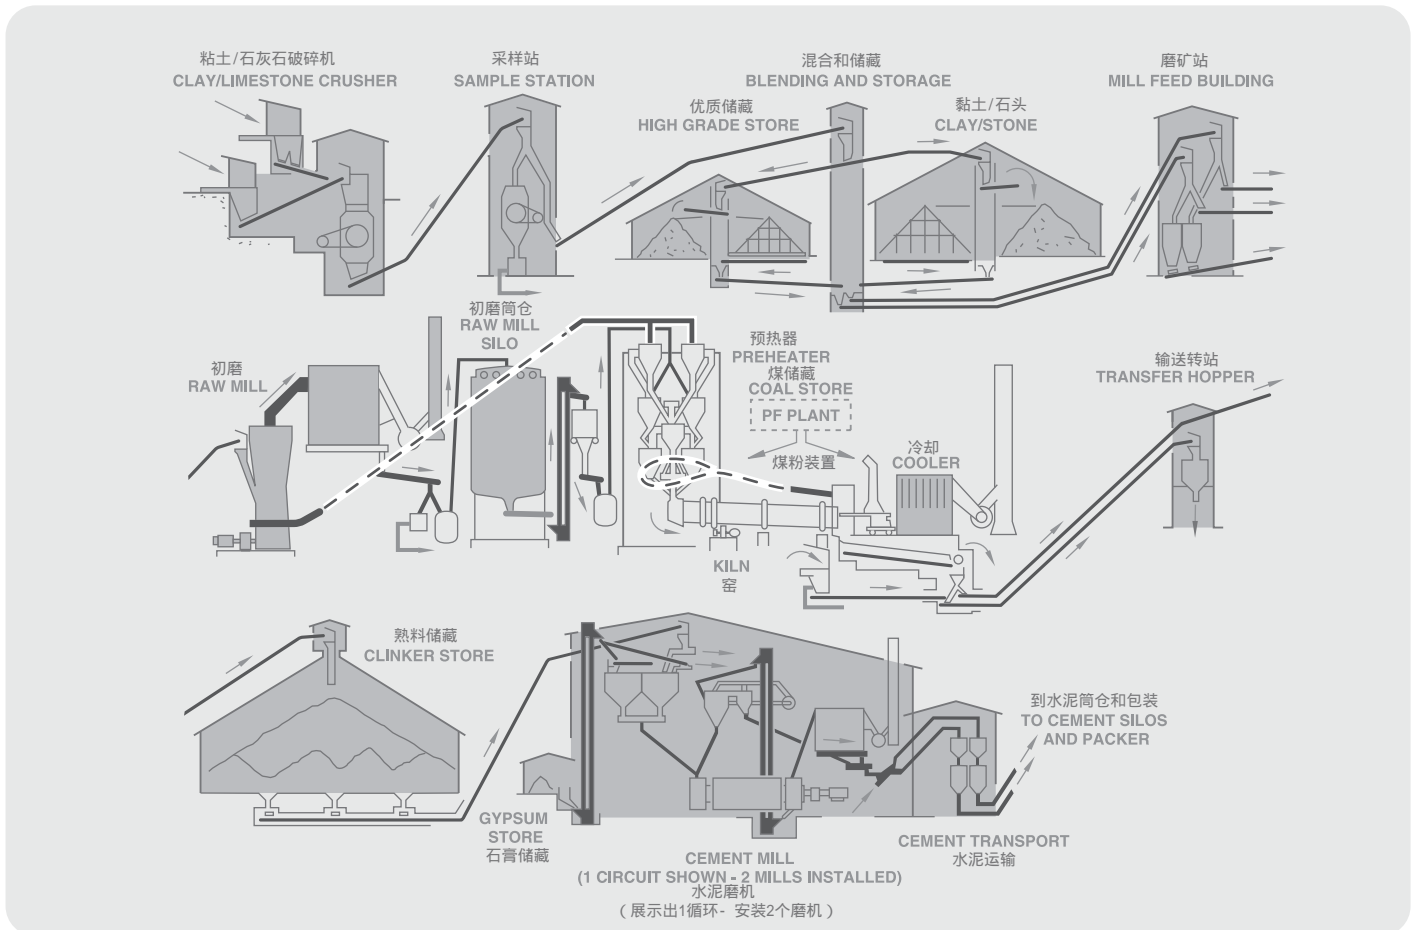 粘土/石灰石破碎机
CLAY/LIMESTONE CRUSHER
采样站
SAMPLE STATION
混合和储藏
BLENDING AND STORAGE
磨矿站
MILL FEED BUILDING
优质储藏
HIGH GRADE STORE
黏土/石头
CLAY/STONE
初磨
RAW MILL
初磨筒仓
RAW MILL
SILO
预热器
PREHEATER
煤储藏
COAL STORE
PF PLANT
煤粉装置
冷却
COOLER
输送转站
TRANSFER HOPPER
KILN
窑
熟料储藏
CLINKER STORE
GYPSUM
STORE
石膏储藏
到水泥筒仓和包装
TO CEMENT SILOS
AND PACKER
CEMENT TRANSPORT
水泥运输
CEMENT MILL
(1 CIRCUIT SHOWN - 2 MILLS INSTALLED)
水泥磨机
（展示出1循环- 安装2个磨机）